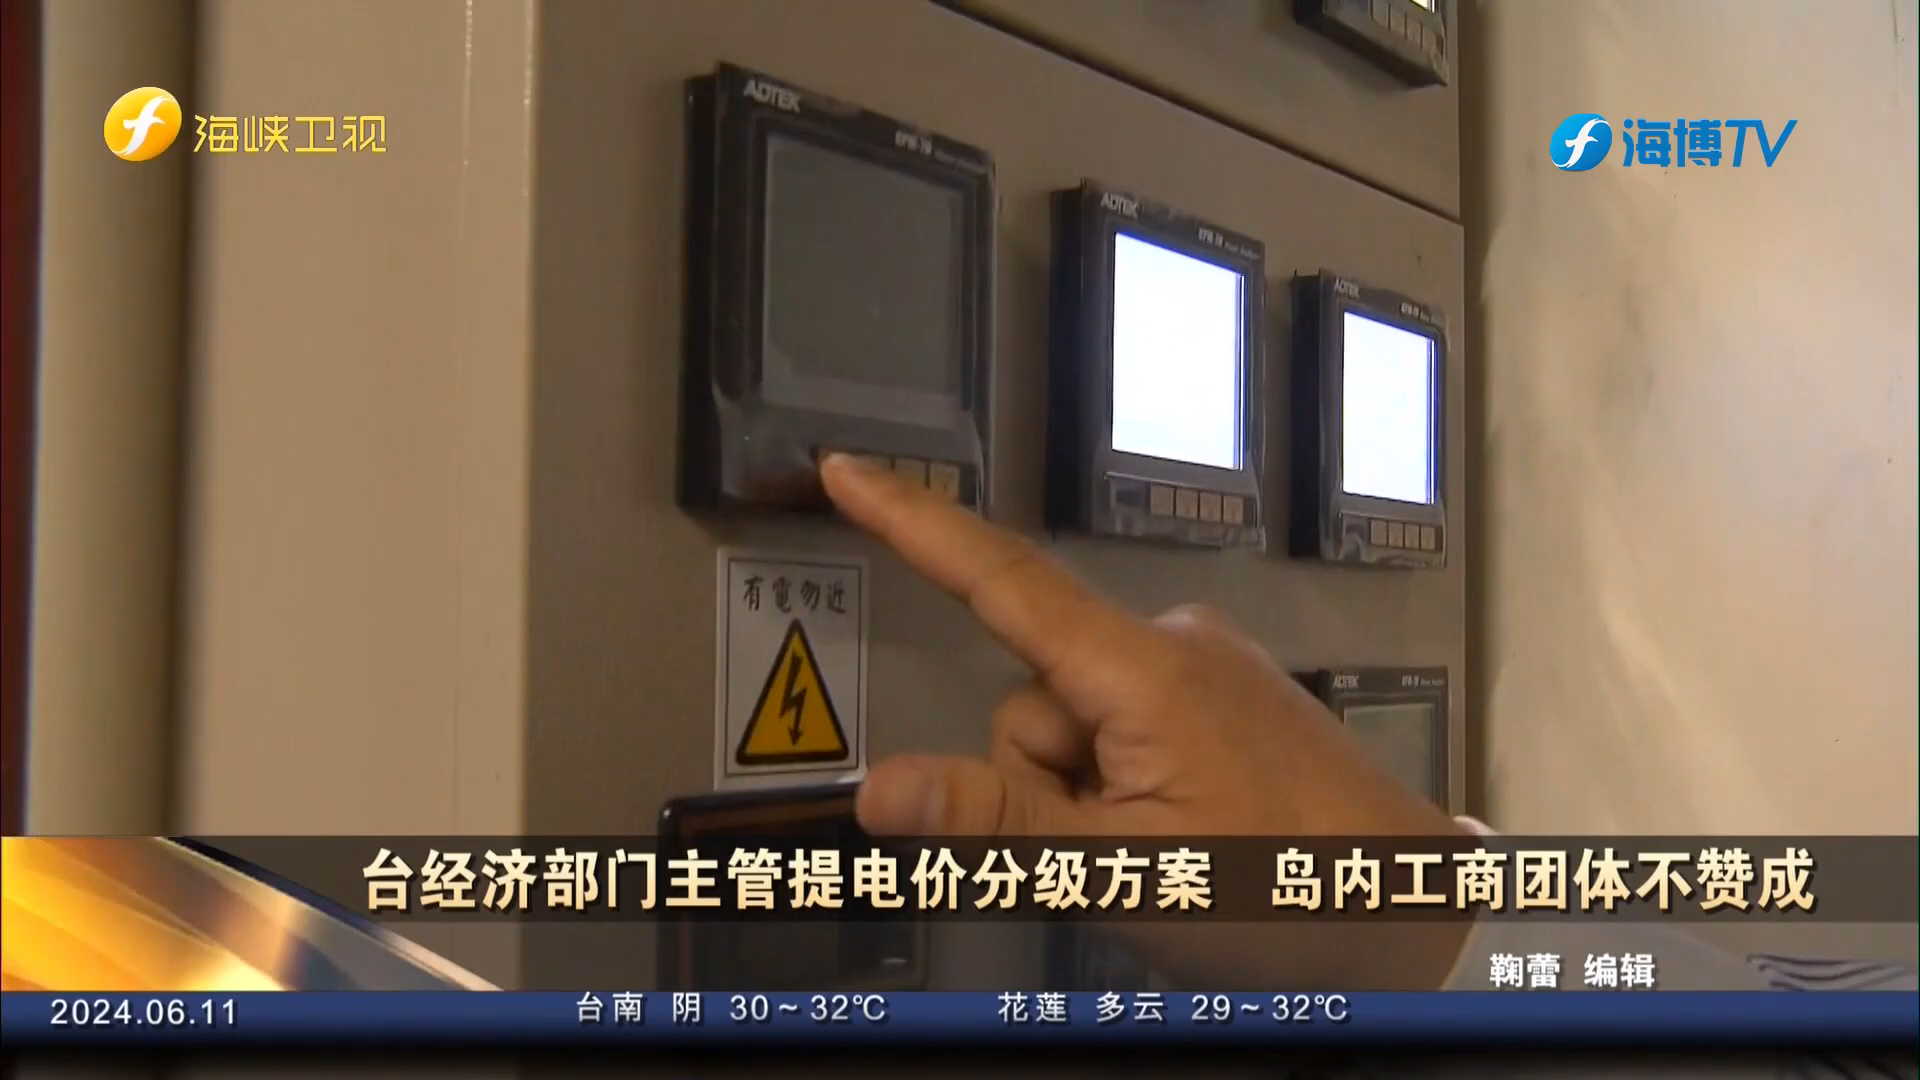 海峡卫视
海博TV
ADTEK
ADTEK
ADTEK
有電勿近
ADTEK
台经济部门主管提电价分级方案 岛内工商团体不赞成
鞠蕾 编辑
2024.06.11 台南 阴 30～32℃ 花莲 多云 29～32℃